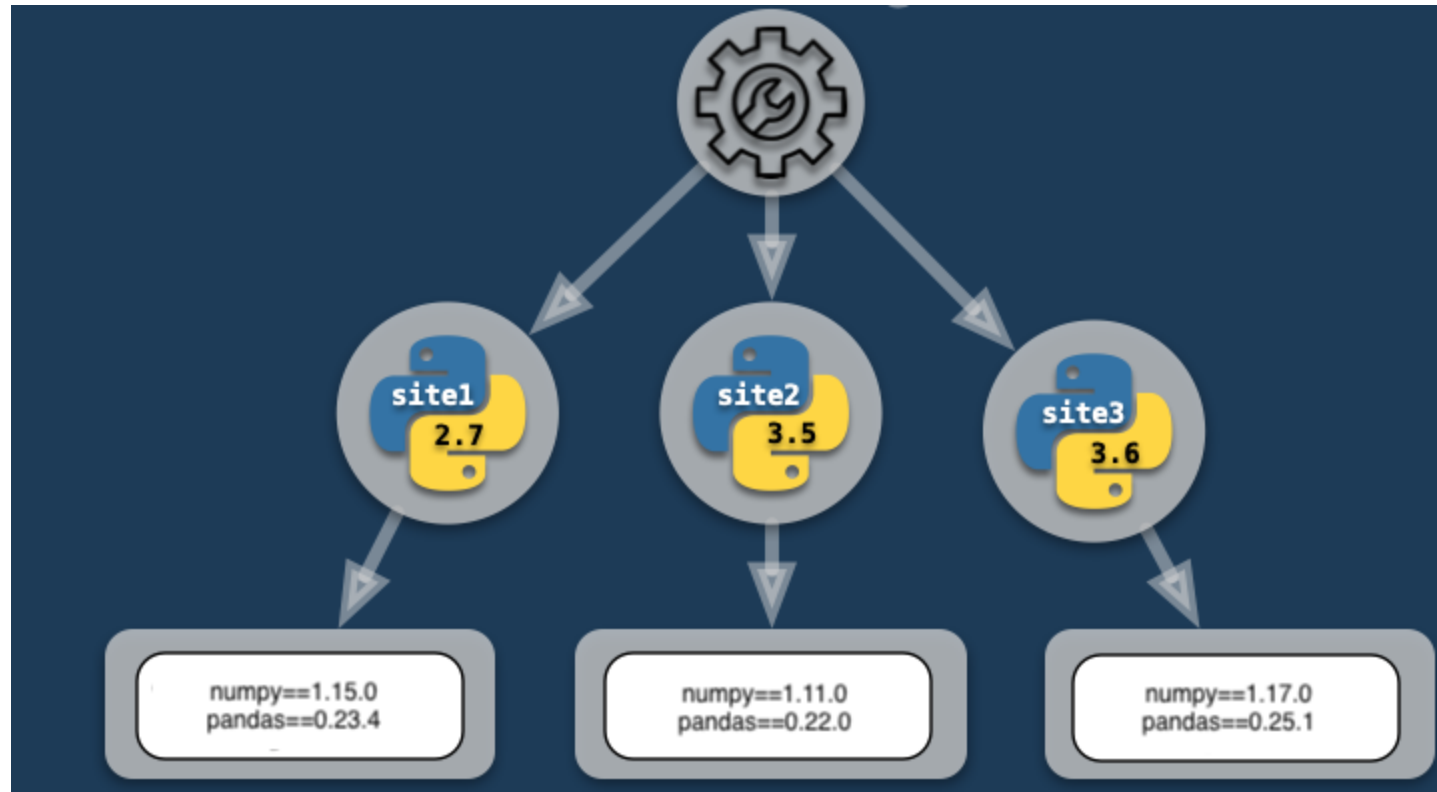 site1
2.7
site2
3.5
site3
3.6
numpy==1.15.0
pandas==0.23.4
numpy==1.11.0
pandas==0.22.0
numpy==1.17.0
pandas==0.25.1